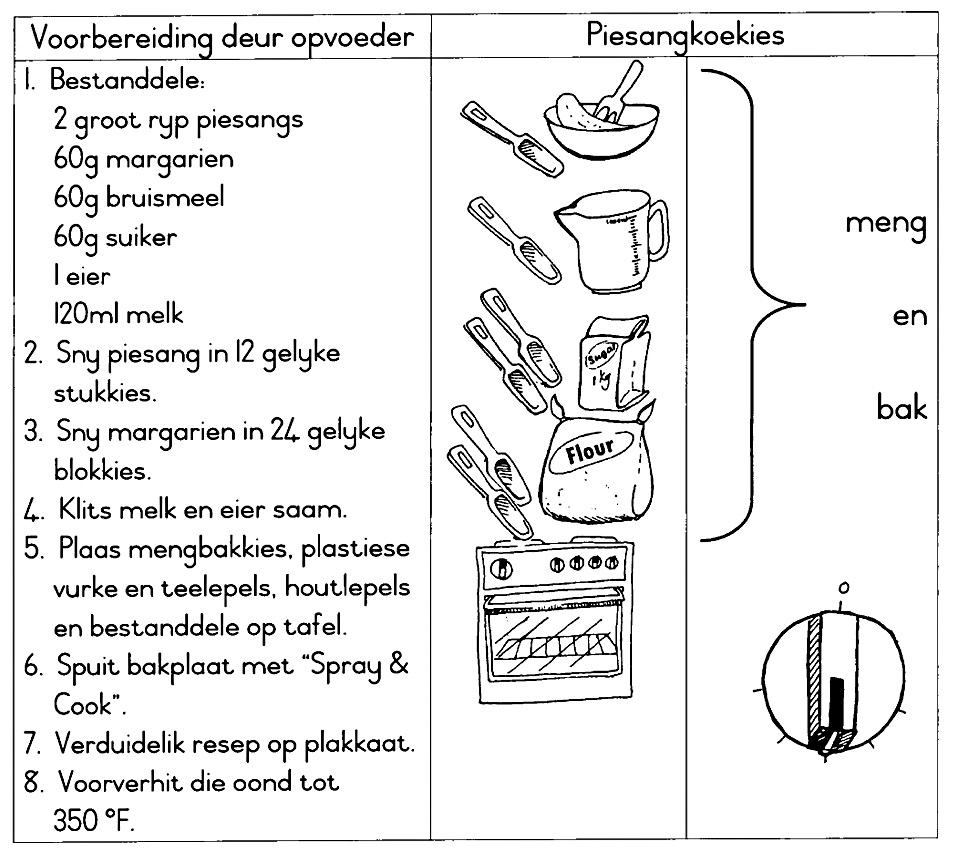 Voorbereiding deur opvoeder
Piesangkoekies
1. Bestanddele:
2 groot ryp piesangs
60g margarien
60g bruismeel
60g suiker
1 eier
120ml melk
2. Sny piesang in 12 gelyke
stukkies.
3. Sny margarien in 24 gelyke
blokkies.
4. Klits melk en eier saam.
5. Plaas mengbakkies, plastiese
vurke en teelepels, houtlepels
en bestanddele op tafel.
6. Spuit bakplaat met “Spray &
Cook”.
7. Verduidelik resep op plakkaat.
8. Voorverhit die oond tot
350 °F.
Sugar
1 kg
Flour
meng
en
bak
0